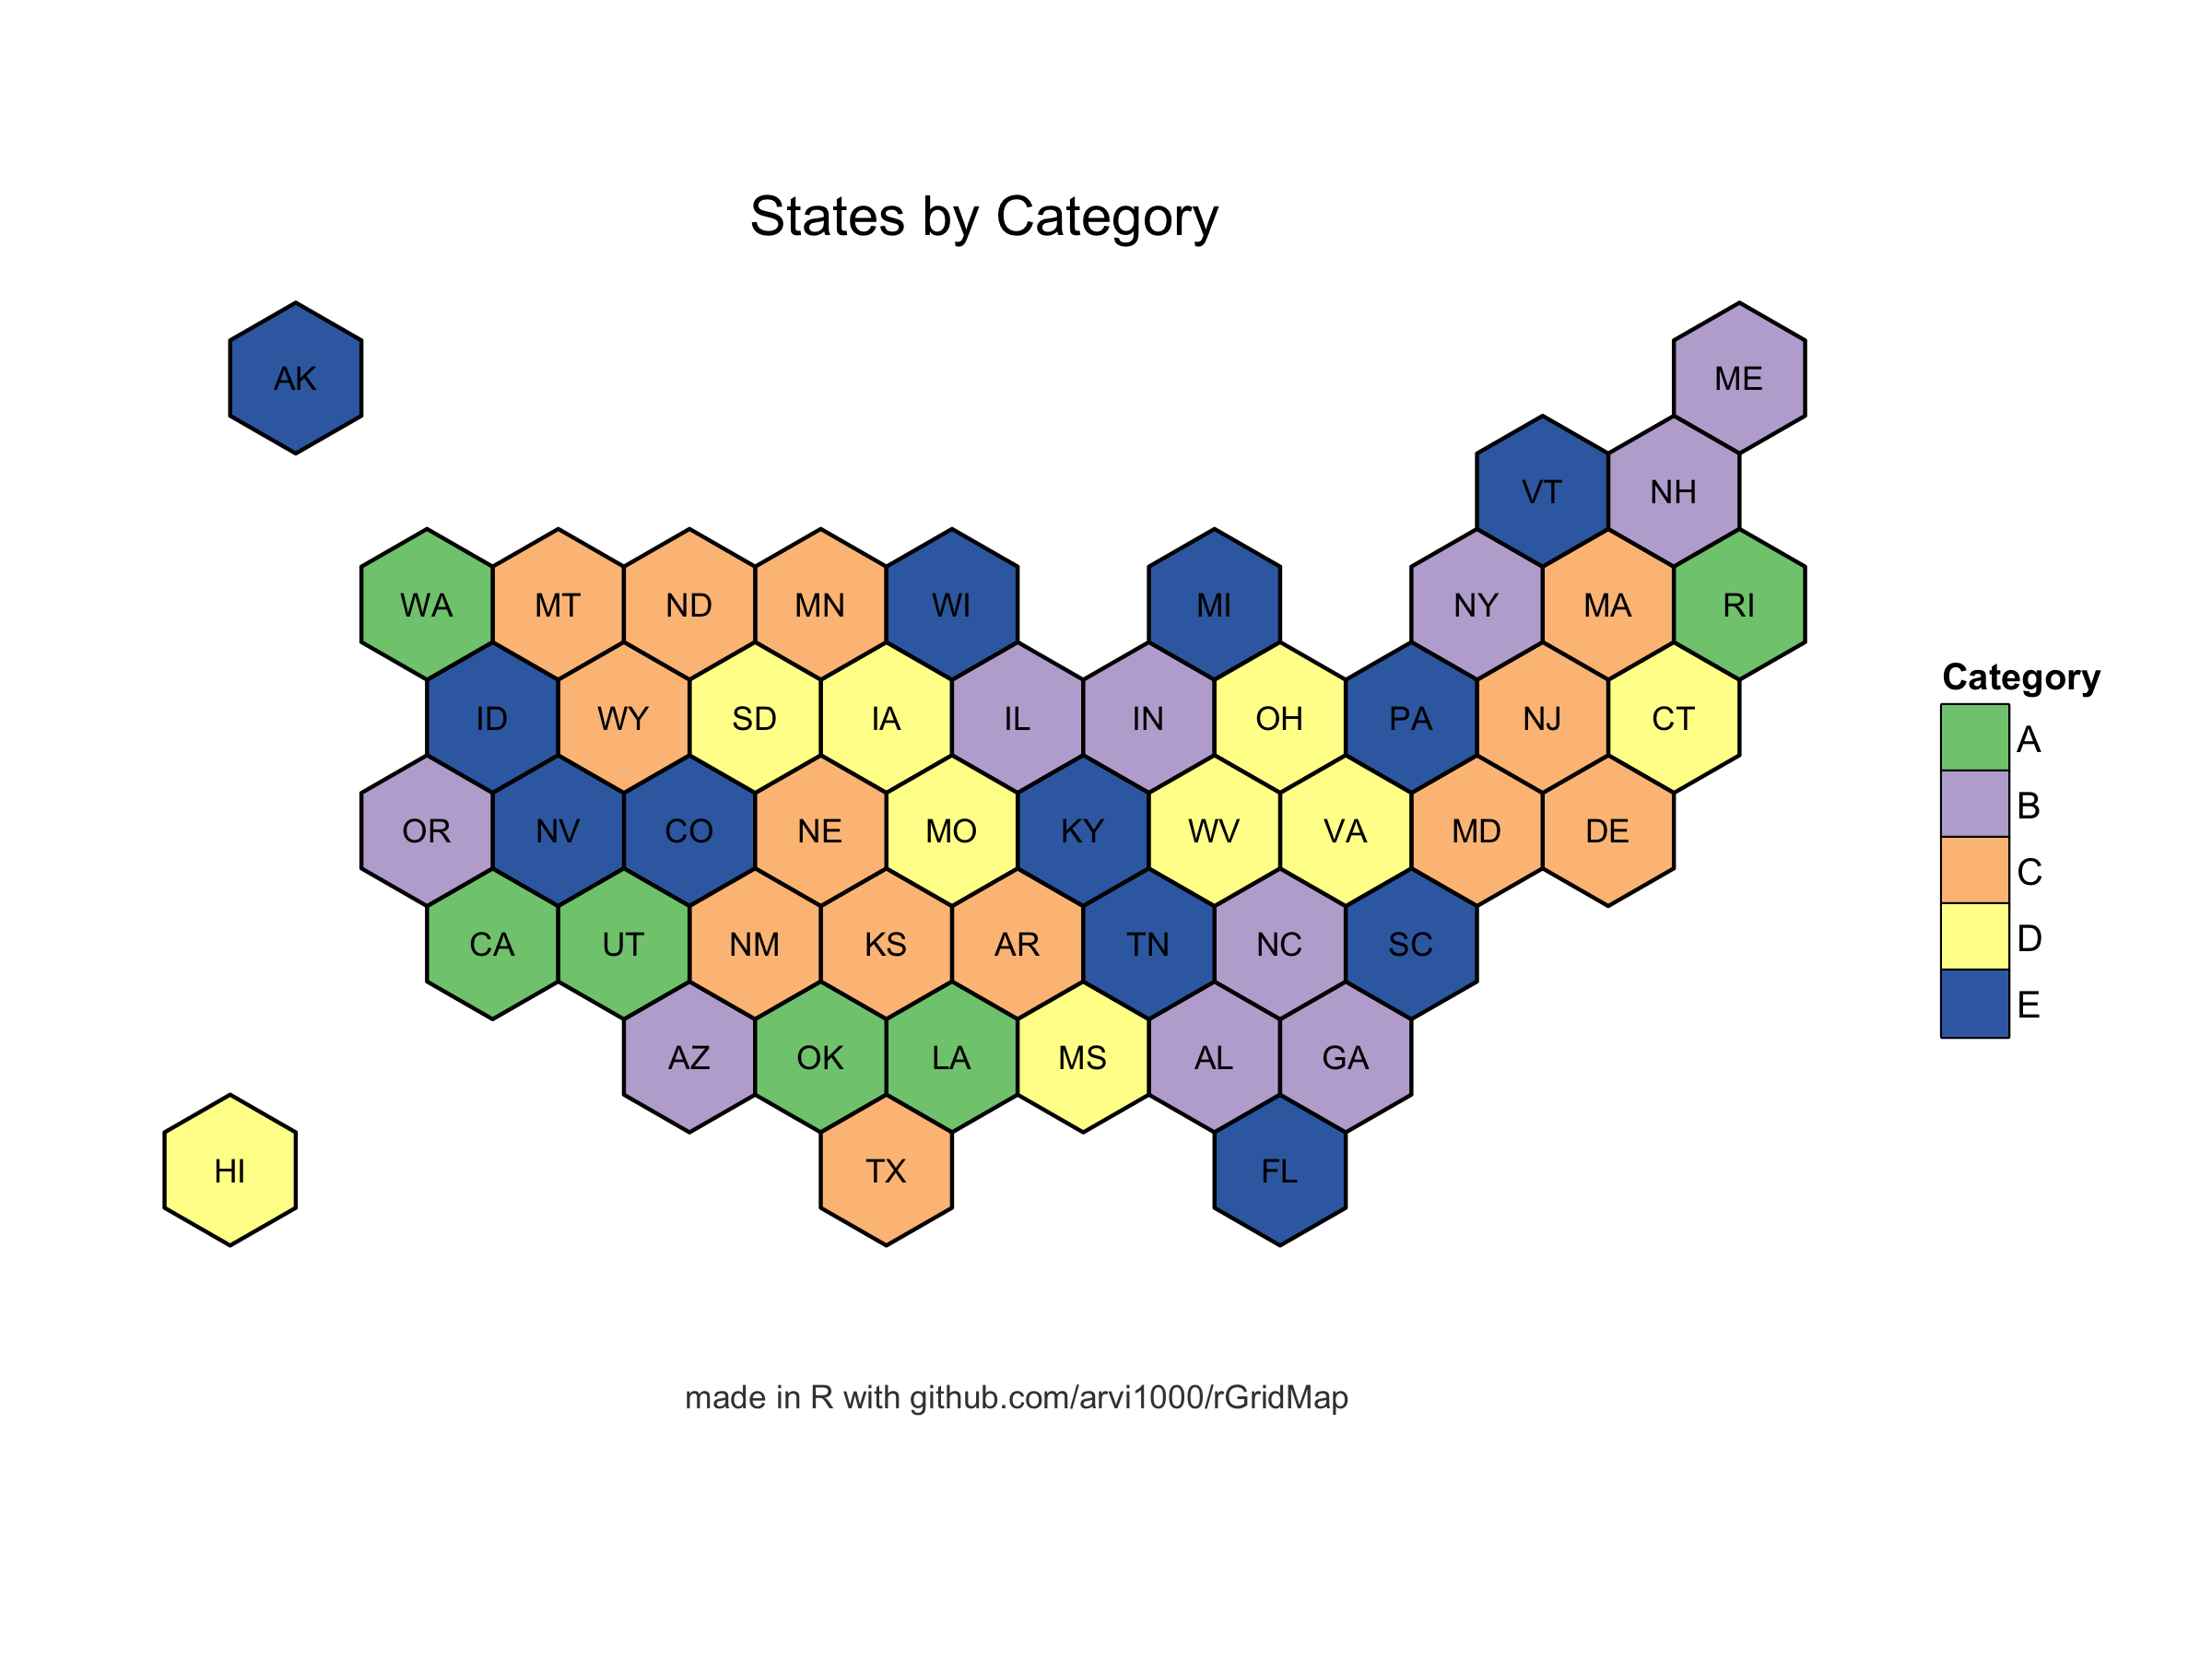 States by Category
AK
ME
VT NH
WA MT ND MN WI MI NY MA RI
ID WY SD IA IL IN OH PA NJ CT
OR NV CO NE MO KY WV VA MD DE
CA UT NM KS AR TN NC SC
AZ OK LA MS AL GA
HI TX FL
Category
A
B
C
D
E
made in R with github.com/arvi1000/rGridMap